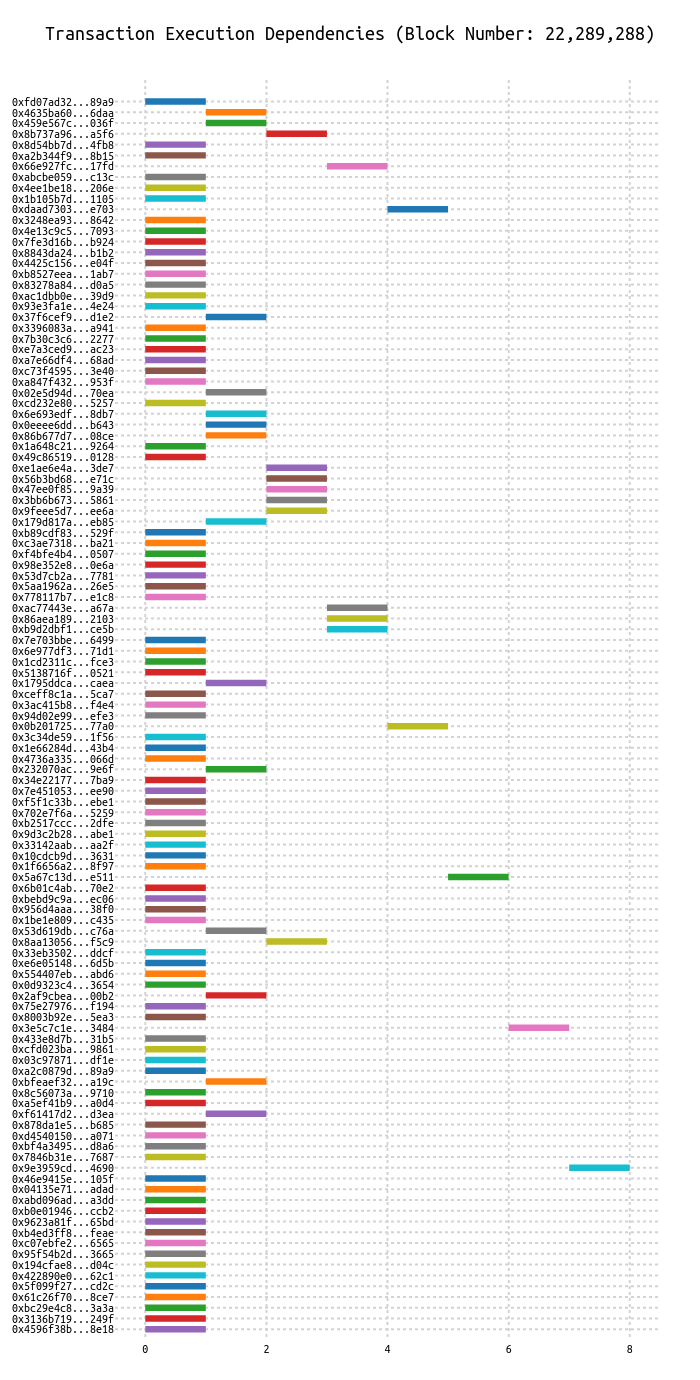 Transaction Execution Dependencies (Block Number: 22,289,288)
0xfd07ad32...89a9
0x4635ba60...6daa
0x459e567c...036f
0x8b737a96...a5f6
0x8d54bb7d...4fb8
0xa2b344f9...8b15
0x66e927fc...17fd
0xabcbe059...c13c
0x4ee1be18...206e
0x1b105b7d...1105
0xdaad7303...e703
0x3248ea93...8642
0x4e13c9c5...7093
0x7fe3d16b...b924
0x8843da24...b1b2
0x4425c156...e04f
0xb8527eea...1ab7
0x83278a84...d0a5
0xac1dbb0e...39d9
0x93e3fa1e...4e24
0x37f6cef9...d1e2
0x3396083a...a941
0x7b30c3c6...2277
0xe7a3ced9...ac23
0xa7e66df4...68ad
0xc73f4595...3e40
0xa847f432...953f
0x02e5d94d...70ea
0xcd232e80...5257
0x6e693edf...8db7
0x0eeee6dd...b643
0x86b677d7...08ce
0x1a648c21...9264
0x49c86519...0128
0xe1ae6e4a...3de7
0x56b3bd68...e71c
0x47ee0f85...9a39
0x3bb6b673...5861
0x9feee5d7...ee6a
0x179d817a...eb85
0xb89cdf83...529f
0xc3ae7318...ba21
0xf4bfe4b4...0507
0x98e352e8...0e6a
0x53d7cb2a...7781
0x5aa1962a...26e5
0x778117b7...e1c8
0xac77443e...a67a
0x86aea189...2103
0xb9d2dbf1...ce5b
0x7e703bbe...6499
0x6e977df3...71d1
0x1cd2311c...fce3
0x5138716f...0521
0x1795ddca...caea
0xceff8c1a...5ca7
0x3ac415b8...f4e4
0x94d02e99...efe3
0x0b201725...77a0
0x3c34de59...1f56
0x1e66284d...43b4
0x4736a335...066d
0x232070ac...9e6f
0x34e22177...7ba9
0x7e451053...ee90
0xf5f1c33b...ebe1
0x702e7f6a...5259
0xb2517ccc...2dfe
0x9d3c2b28...abe1
0x33142aab...aa2f
0x10cdcb9d...3631
0x1f6656a2...8f97
0x5a67c13d...e511
0x6b01c4ab...70e2
0xbebd9c9a...ec06
0x956d4aaa...38f0
0x1be1e809...c435
0x53d619db...c76a
0x8aa13056...f5c9
0x33eb3502...ddcf
0xe6e05148...6d5b
0x554407eb...abd6
0x0d9323c4...3654
0x2af9cbea...00b2
0x75e27976...f194
0x8003b92e...5ea3
0x3e5c7c1e...3484
0x433e8d7b...31b5
0xcfd023ba...9861
0x03c97871...df1e
0xa2c0879d...89a9
0xbfeaef32...a19c
0x8c56073a...9710
0xa5ef41b9...a0d4
0xf61417d2...d3ea
0x878da1e5...b685
0xd4540150...a071
0xbf4a3495...d8a6
0x7846b31e...7687
0x9e3959cd...4690
0x46e9415e...105f
0x04135e71...adad
0xabd096ad...a3dd
0xb0e01946...ccb2
0x9623a81f...65bd
0xb4ed3ff8...feae
0xc07ebfe2...6565
0x95f54b2d...3665
0x194cfae8...d04c
0x422890e0...62c1
0x5f099f27...cd2c
0x61c26f70...8ce7
0xbc29e4c8...3a3a
0x3136b719...249f
0x4596f38b...8e18
0 2 4 6 8